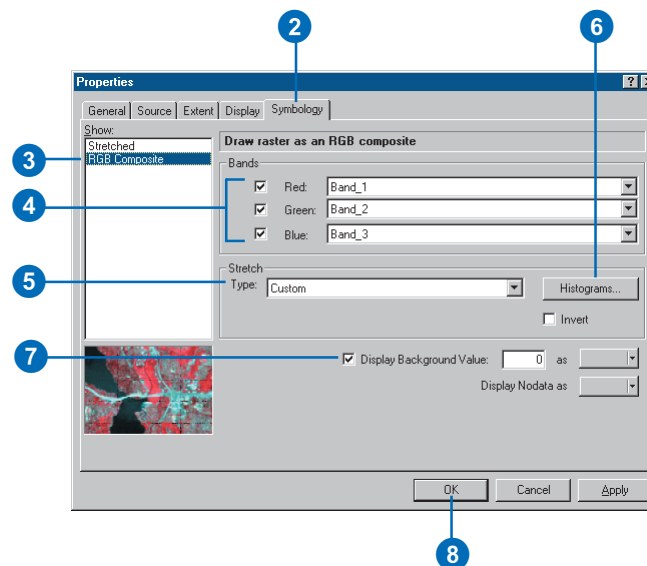 2
6
Properties
General Source Extent Display Symbology
Show:
Stretched
RGB Composite
3
Draw raster as an RGB composite
Bands
4
Red: Band_1
Green: Band_2
Blue: Band_3
Stretch
5
Type: Custom
Histograms...
Invert
7
Display Background Value: 0 as
Display Nodata as
OK Cancel Apply
8